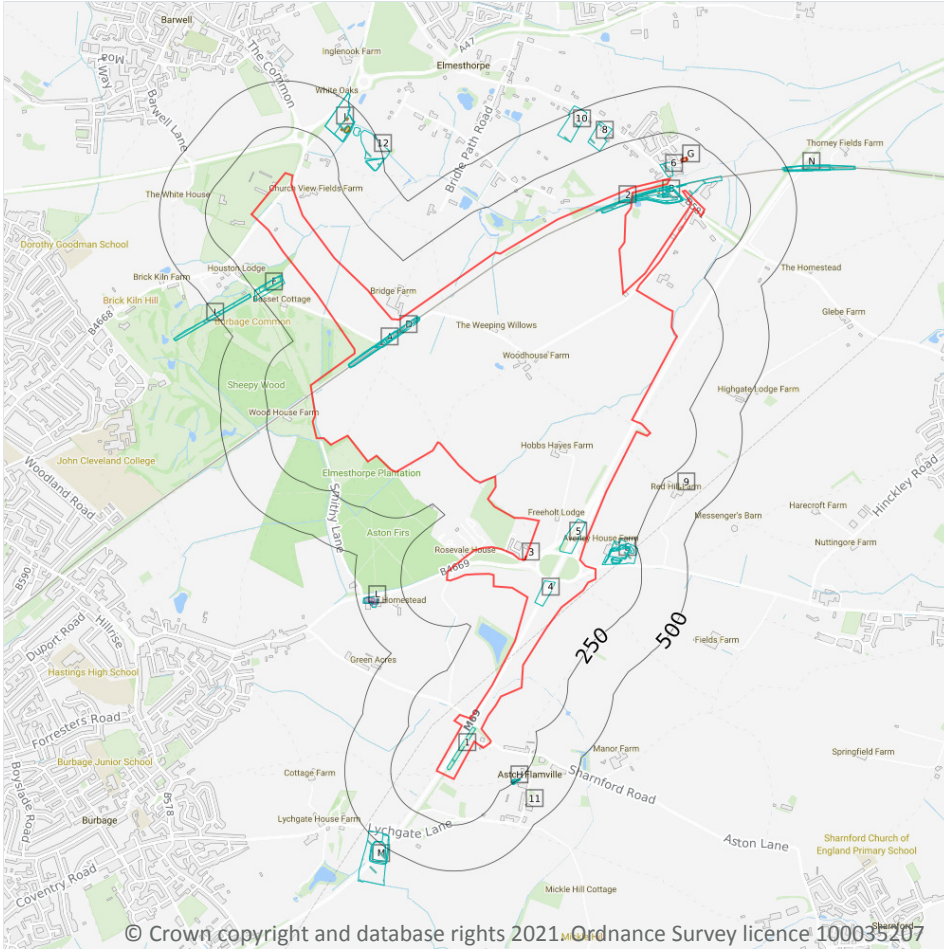 Barwell
Inglenook Farm
A47
The Common
Elmesthorpe
White Oaks
Barwell Lane
10
8
12
Bridle Path Road
6
G
N
Thorney Fields Farm
Church View Fields Farm
The White House
2
Dorothy Goodman School
Houston Lodge
The Homestead
Brick Kiln Farm
F
Bridge Farm
Basset Cottage
Brick Kiln Hill
Burbage Common
B4668
D
The Weeping Willows
Glebe Farm
Woodhouse Farm
Sheepy Wood
Highgate Lodge Farm
Wood House Farm
Hobbs Hayes Farm
John Cleveland College
Woodland Road
Elmesthorpe Plantation
9
Red Hill Farm
Hinckley Road
Smithy Lane
Harecroft Farm
Freeholt Lodge
Messenger's Barn
Aston Firs
5
Averley House Farm
Nuttingore Farm
Rosevale House
3
B4669
B590
4
L
Homestead
Hillrise
Duport Road
250
500
Fields Farm
Green Acres
Hastings High School
Forresters Road
M69
1
Manor Farm
Springfield Farm
Burbage Junior School
Cottage Farm
Aston Flamville
Sharnford Road
11
Boyslade Road
B578
Lychgate House Farm
Lychgate Lane
Burbage
M
Aston Lane
Sharnford Church of
England Primary School
Coventry Road
Mickle Hill Cottage
Sharnford
© Crown copyright and database rights 2021. Ordnance Survey licence 100035207